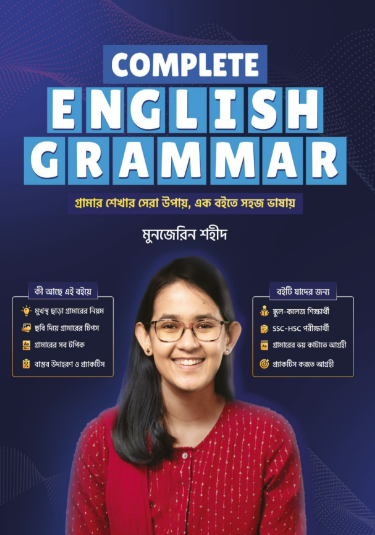 COMPLETE
ENGLISH
GRAMMAR
গ্রামার শেখার সেরা উপায়, এক বইতে সহজ ভাষায়
মুনজেরিন শহীদ
কী আছে এই বইয়ে
মুখস্থ ছাড়া গ্রামারের নিয়ম
ছবি দিয়ে গ্রামারের টিপস
গ্রামারের সব টপিক
বাস্তব উদাহরণ ও প্র্যাকটিস
বইটি যাদের জন্য
স্কুল-কলেজ শিক্ষার্থী
SSC-HSC পরীক্ষার্থী
গ্রামারের ভয় কাটাতে আগ্রহী
প্র্যাকটিস করতে আগ্রহী